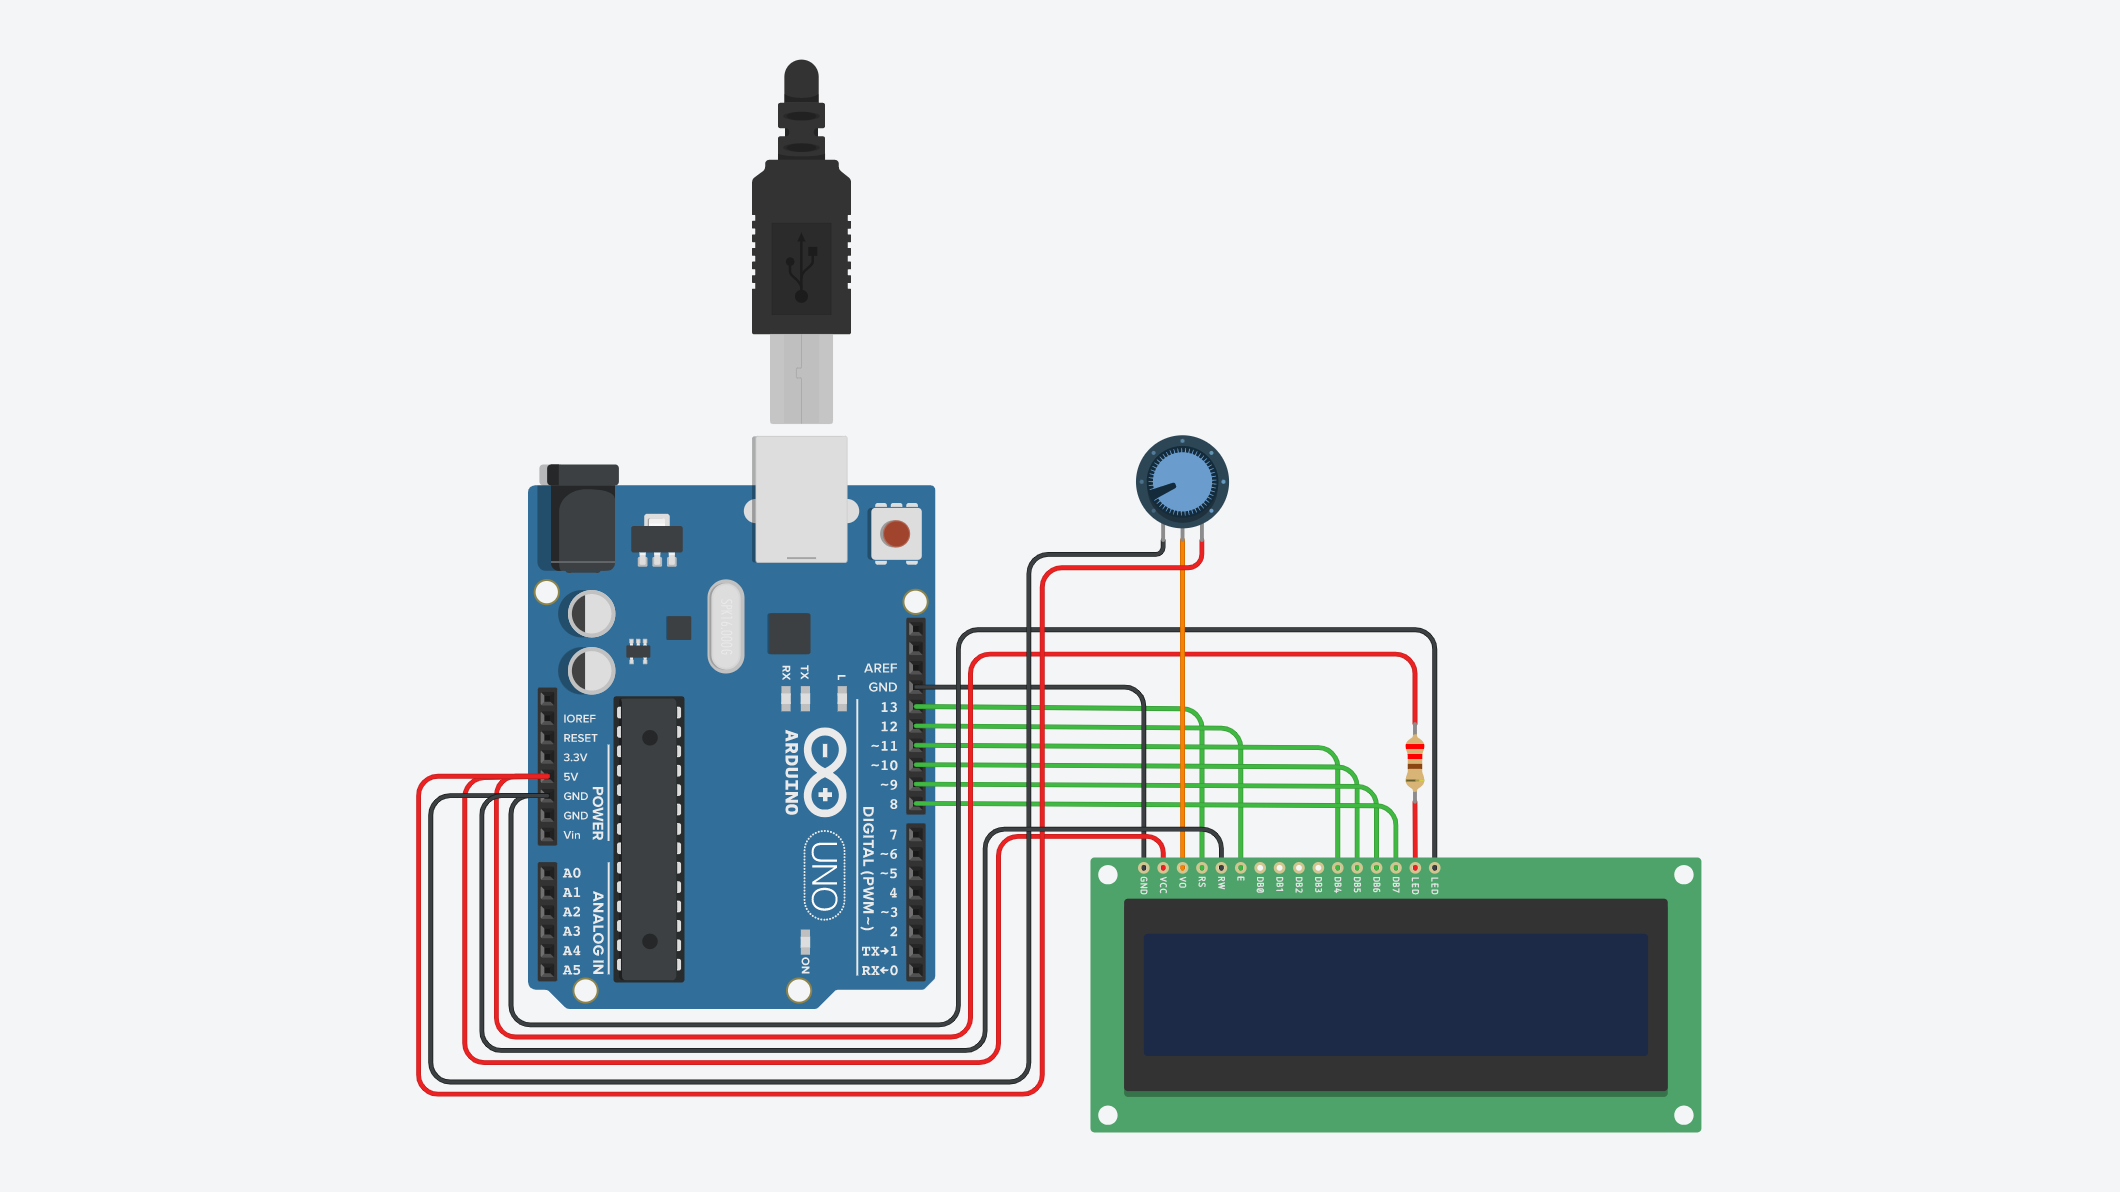 AREF
GND
13
12
~11
~10
~9
8
7
~6
~5
4
~3
2
TX→1
RX←0
DIGITAL (PWM~)
RX
TX
L
ARDUINO
UNO
ON
IOREF
RESET
3.3V
5V
GND
GND
Vin
POWER
A0
A1
A2
A3
A4
A5
ANALOG IN
GND
VCC
V0
RS
RW
E
DB0
DB1
DB2
DB3
DB4
DB5
DB6
DB7
LED
LED